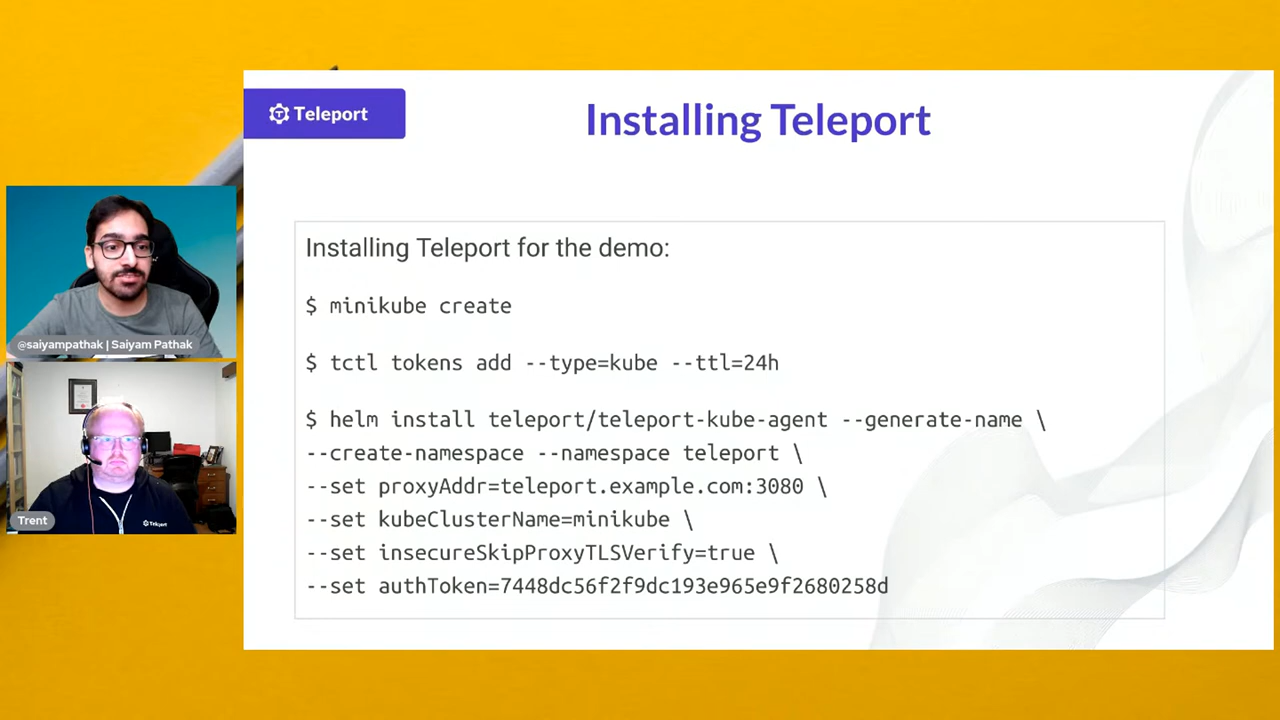 Teleport
Installing Teleport
Installing Teleport for the demo:
$ minikube create
$ tctl tokens add --type=kube --ttl=24h
$ helm install teleport/teleport-kube-agent --generate-name \
--create-namespace --namespace teleport \
--set proxyAddr=teleport.example.com:3080 \
--set kubeClusterName=minikube \
--set insecureSkipProxyTLSVerify=true \
--set authToken=7448dc56f2f9dc193e965e9f2680258d
@saiyampathak | Saiyam Pathak
Trent
Teleport